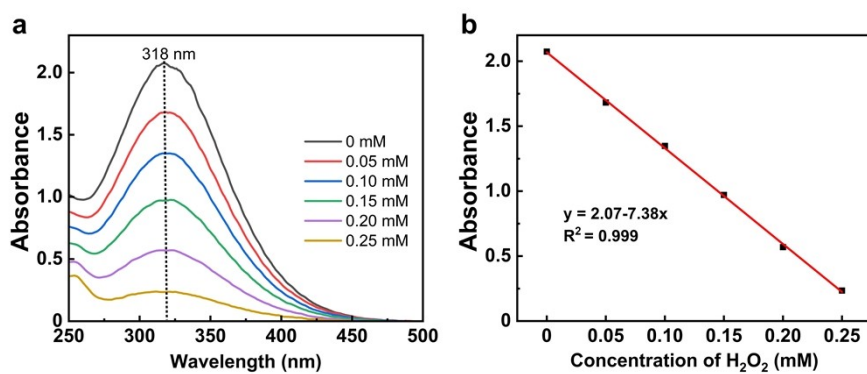 a
318 nm
Absorbance
2.0
1.5
1.0
0.5
0
250 300 350 400 450 500
Wavelength (nm)
0 mM
0.05 mM
0.10 mM
0.15 mM
0.20 mM
0.25 mM
b
Absorbance
2.0
1.5
1.0
0.5
0.0
y = 2.07-7.38x
R² = 0.999
0 0.05 0.10 0.15 0.20 0.25
Concentration of H₂O₂ (mM)